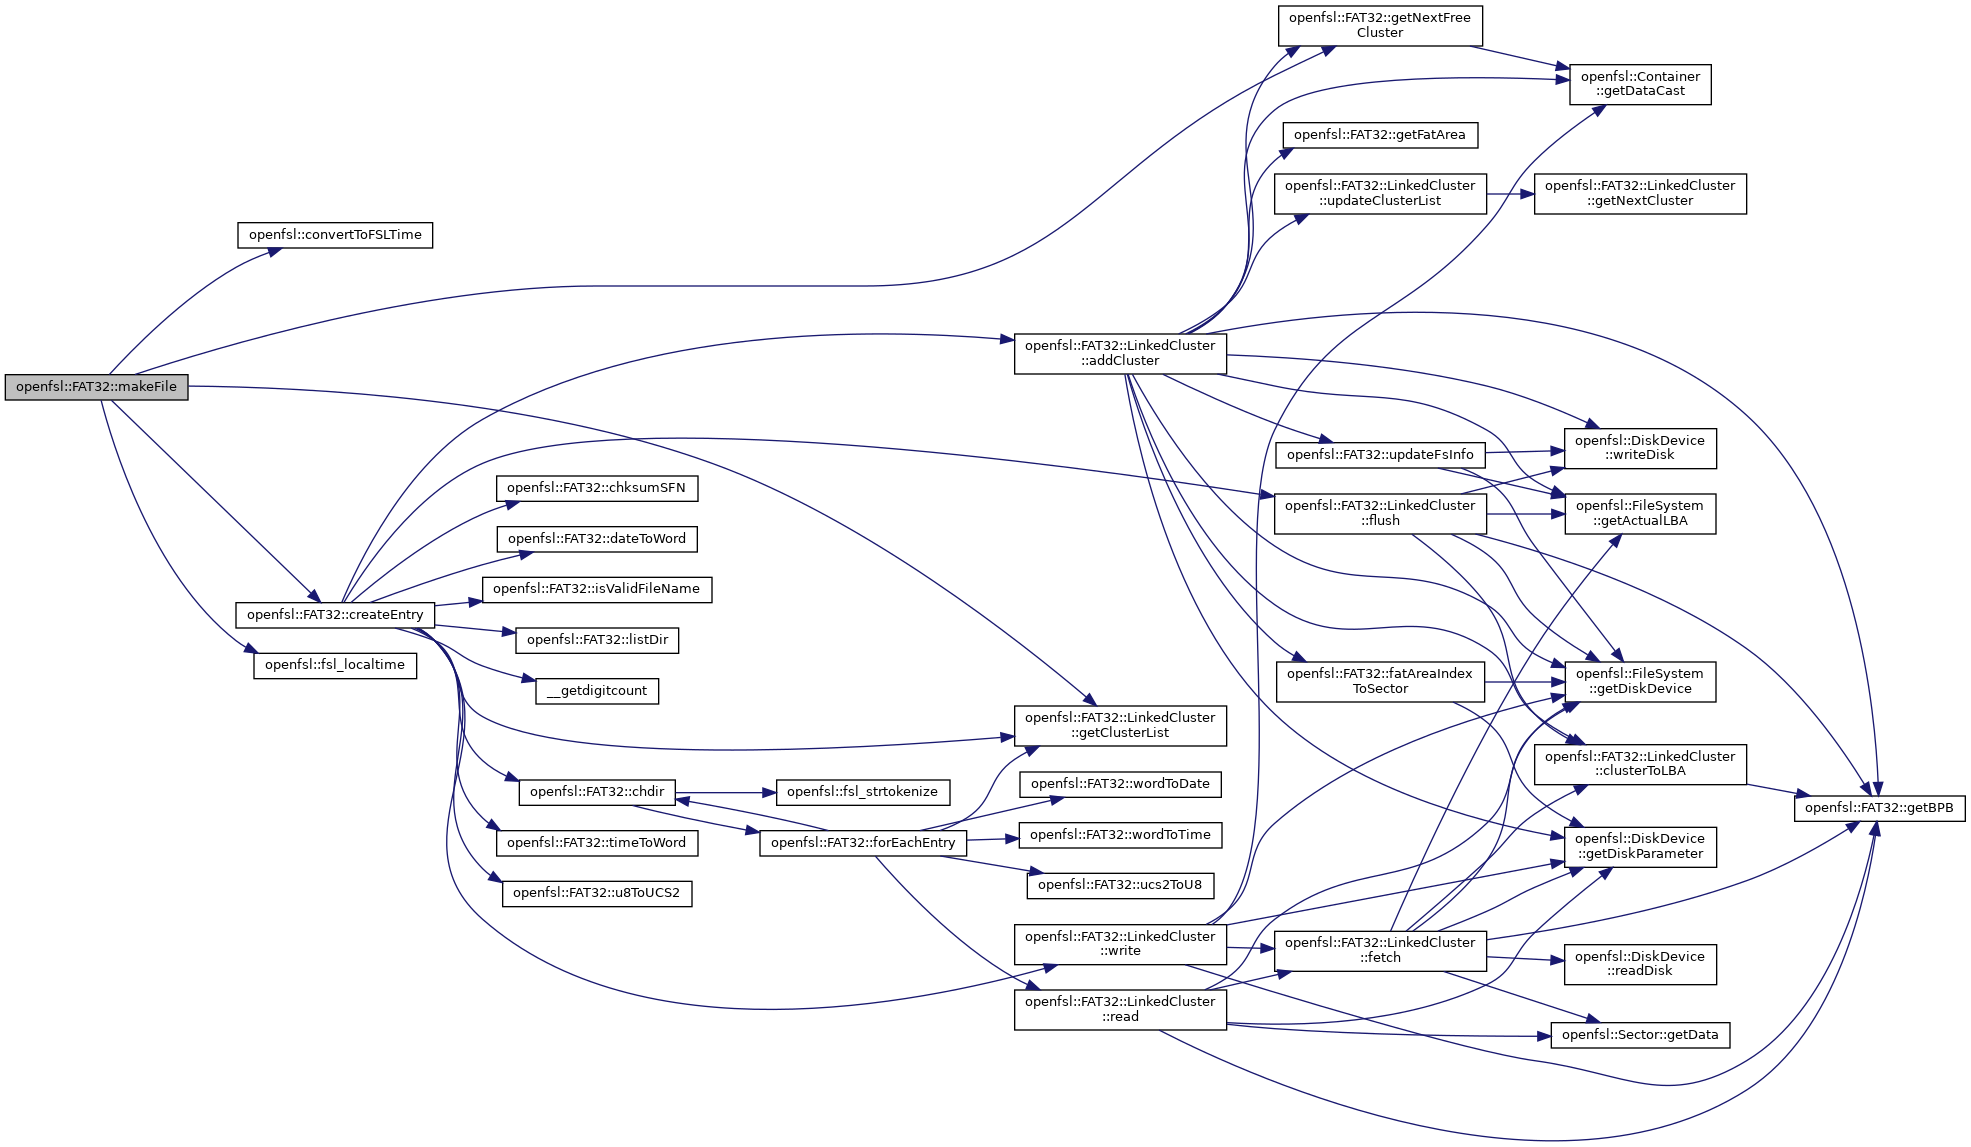 openfsl::FAT32::makeFile
openfsl::convertToFSLTime
openfsl::FAT32::createEntry
openfsl::fsl_localtime
openfsl::FAT32::chksumSFN
openfsl::FAT32::dateToWord
openfsl::FAT32::isValidFileName
openfsl::FAT32::listDir
__getdigitcount
openfsl::FAT32::chdir
openfsl::FAT32::timeToWord
openfsl::FAT32::u8ToUCS2
openfsl::fsl_strtokenize
openfsl::FAT32::forEachEntry
openfsl::FAT32::LinkedCluster
::addCluster
openfsl::FAT32::LinkedCluster
::getClusterList
openfsl::FAT32::wordToDate
openfsl::FAT32::wordToTime
openfsl::FAT32::ucs2ToU8
openfsl::FAT32::LinkedCluster
::write
openfsl::FAT32::LinkedCluster
::read
openfsl::FAT32::getNextFree
Cluster
openfsl::FAT32::getFatArea
openfsl::FAT32::LinkedCluster
::updateClusterList
openfsl::FAT32::updateFsInfo
openfsl::FAT32::LinkedCluster
::flush
openfsl::FAT32::fatAreaIndex
ToSector
openfsl::FAT32::LinkedCluster
::fetch
openfsl::Container
::getDataCast
openfsl::FAT32::LinkedCluster
::getNextCluster
openfsl::DiskDevice
::writeDisk
openfsl::FileSystem
::getActualLBA
openfsl::FileSystem
::getDiskDevice
openfsl::FAT32::LinkedCluster
::clusterToLBA
openfsl::DiskDevice
::getDiskParameter
openfsl::DiskDevice
::readDisk
openfsl::Sector::getData
openfsl::FAT32::getBPB